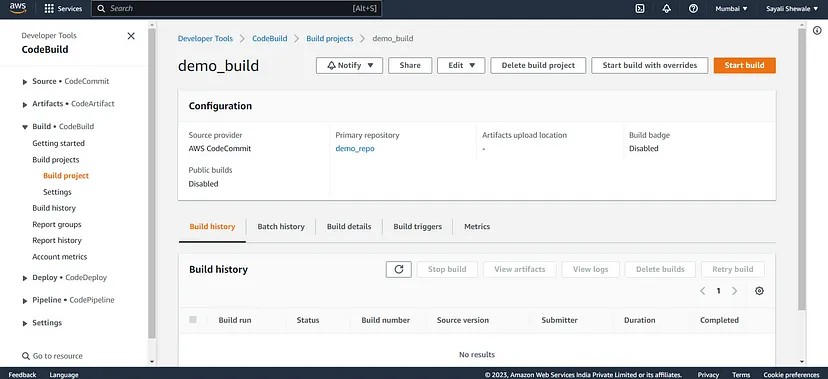 aws Services Search [Alt+S] Mumbai Sayali Shewale
Developer Tools
CodeBuild
Source • CodeCommit
Artifacts • CodeArtifact
Build • CodeBuild
Getting started
Build projects
Build project
Settings
Build history
Report groups
Report history
Account metrics
Deploy • CodeDeploy
Pipeline • CodePipeline
Settings
Go to resource
Developer Tools > CodeBuild > Build projects > demo_build
demo_build
Notify Share Edit Delete build project Start build with overrides Start build
Configuration
Source provider Primary repository Artifacts upload location Build badge
AWS CodeCommit demo_repo - Disabled
Public builds
Disabled
Build history Batch history Build details Build triggers Metrics
Build history Stop build View artifacts View logs Delete builds Retry build
1
Build run Status Build number Source version Submitter Duration Completed
No results
Feedback Language © 2023, Amazon Web Services India Private Limited or its affiliates. Privacy Terms Cookie preferences